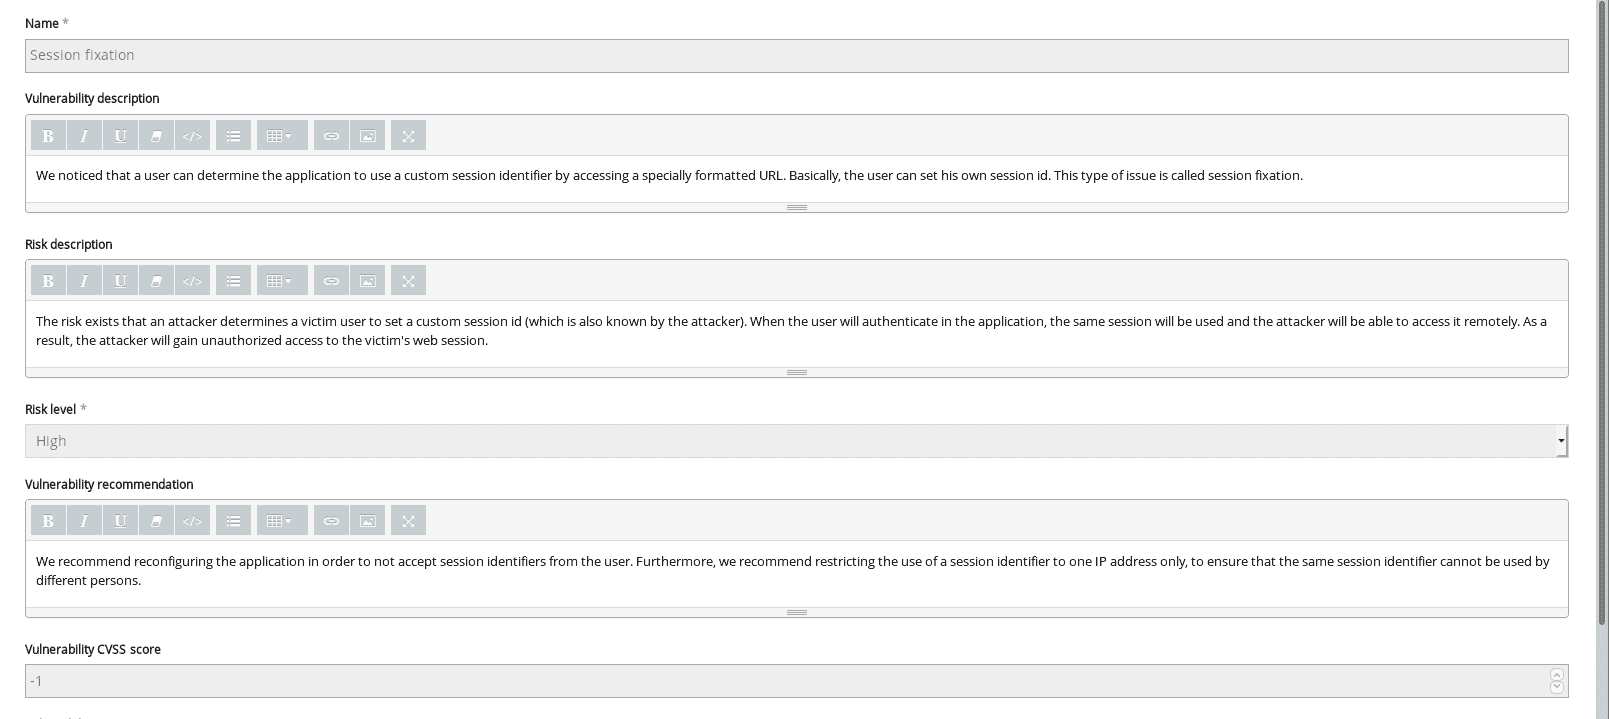 Name *
Session fixation
Vulnerability description
B I U </>
We noticed that a user can determine the application to use a custom session identifier by accessing a specially formatted URL. Basically, the user can set his own session id. This type of issue is called session fixation.
Risk description
B I U </>
The risk exists that an attacker determines a victim user to set a custom session id (which is also known by the attacker). When the user will authenticate in the application, the same session will be used and the attacker will be able to access it remotely. As a
result, the attacker will gain unauthorized access to the victim's web session.
Risk level *
High
Vulnerability recommendation
B I U </>
We recommend reconfiguring the application in order to not accept session identifiers from the user. Furthermore, we recommend restricting the use of a session identifier to one IP address only, to ensure that the same session identifier cannot be used by
different persons.
Vulnerability CVSS score
-1